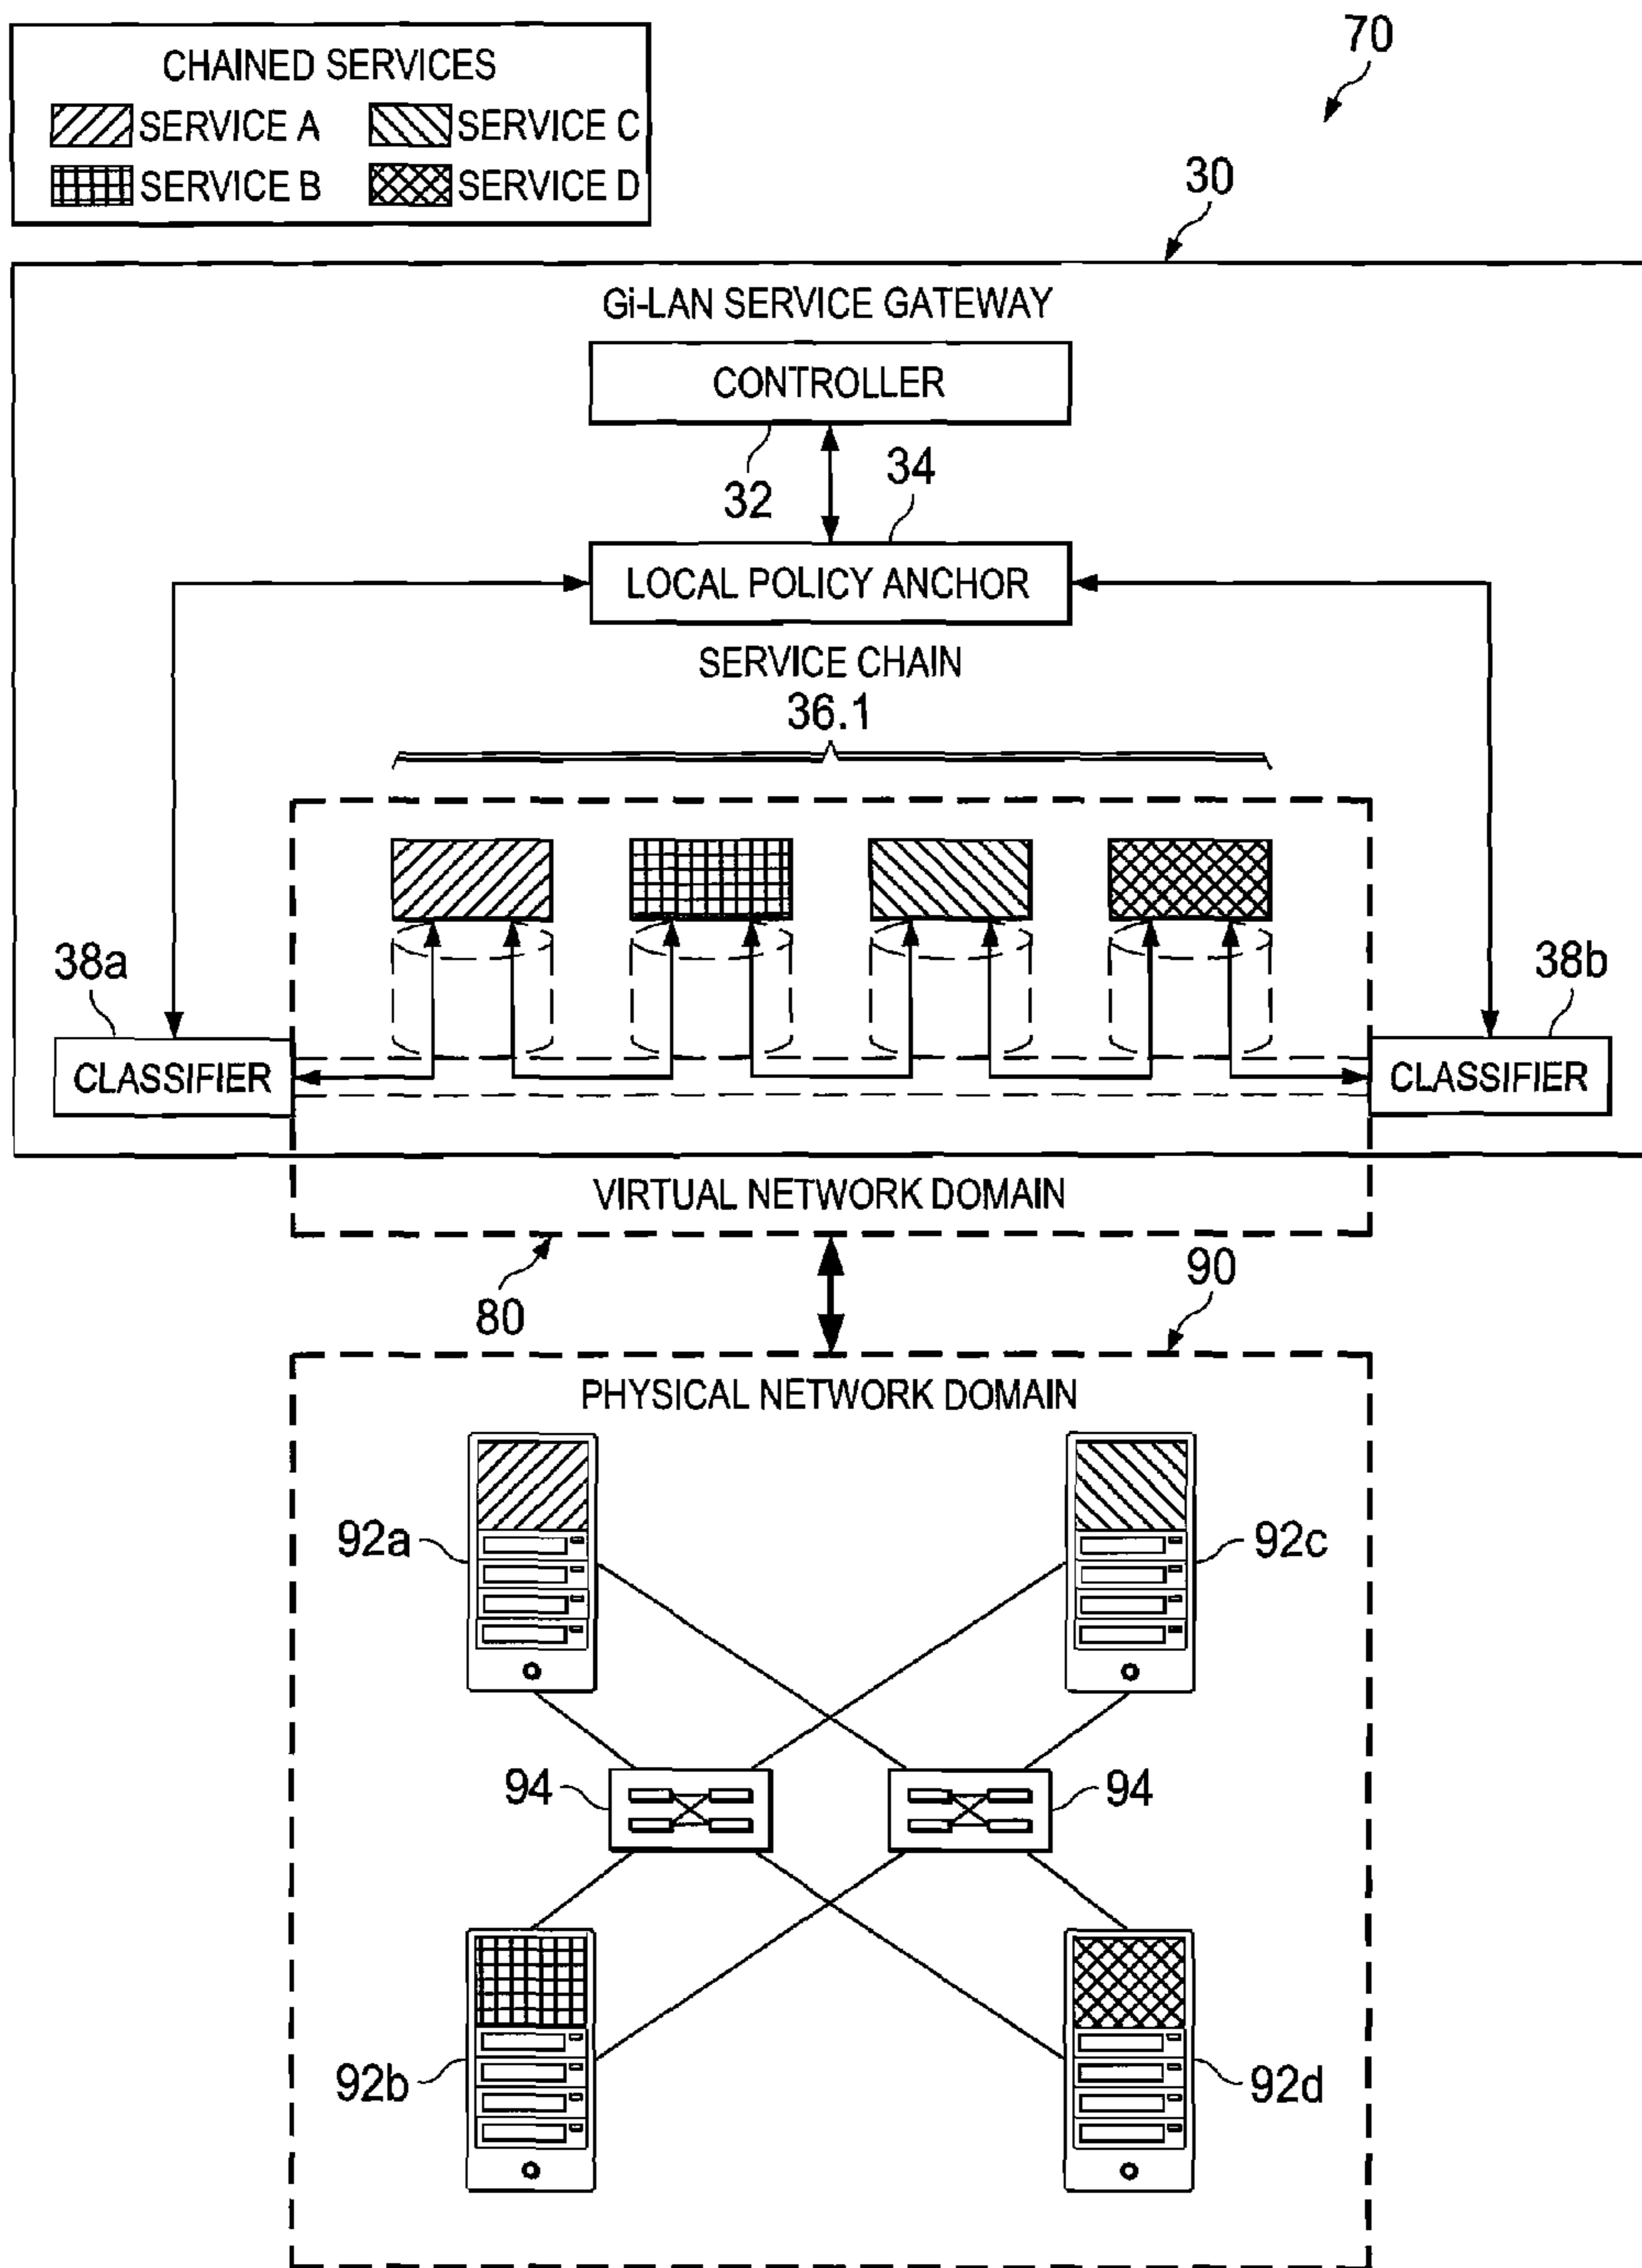 70
CHAINED SERVICES
SERVICE A
SERVICE C
SERVICE B
SERVICE D
30
Gi-LAN SERVICE GATEWAY
CONTROLLER
32
34
LOCAL POLICY ANCHOR
SERVICE CHAIN
36.1
38a
38b
CLASSIFIER
CLASSIFIER
VIRTUAL NETWORK DOMAIN
80
90
PHYSICAL NETWORK DOMAIN
92a
92c
94
94
92b
92d